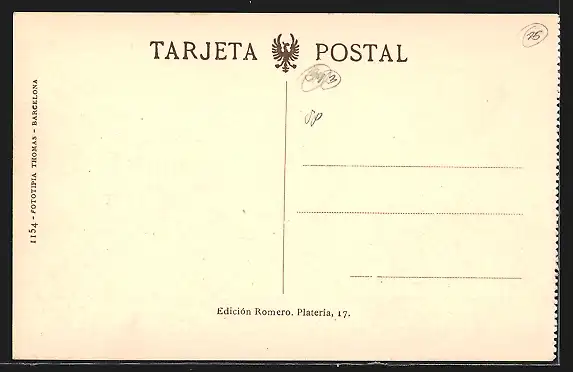 TARJETA POSTAL
1154 - FOTOTIPIA THOMAS - BARCELONA
Edición Romero. Platería, 17.